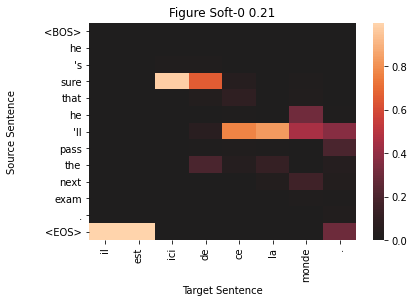 Figure Soft-0 0.21
Source Sentence
<BOS>
he
's
sure
that
he
'll
pass
the
next
exam
.
<EOS>
il
est
ici
de
ce
la
monde
.
Target Sentence
0.8
0.6
0.4
0.2
0.0